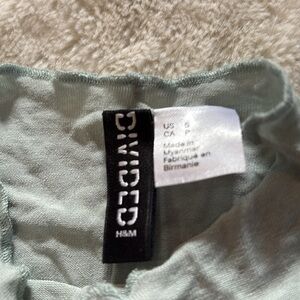 DIVIDED
H&M
US S
CA P
Made in
Myanmar
Fabriqué en
Birmanie